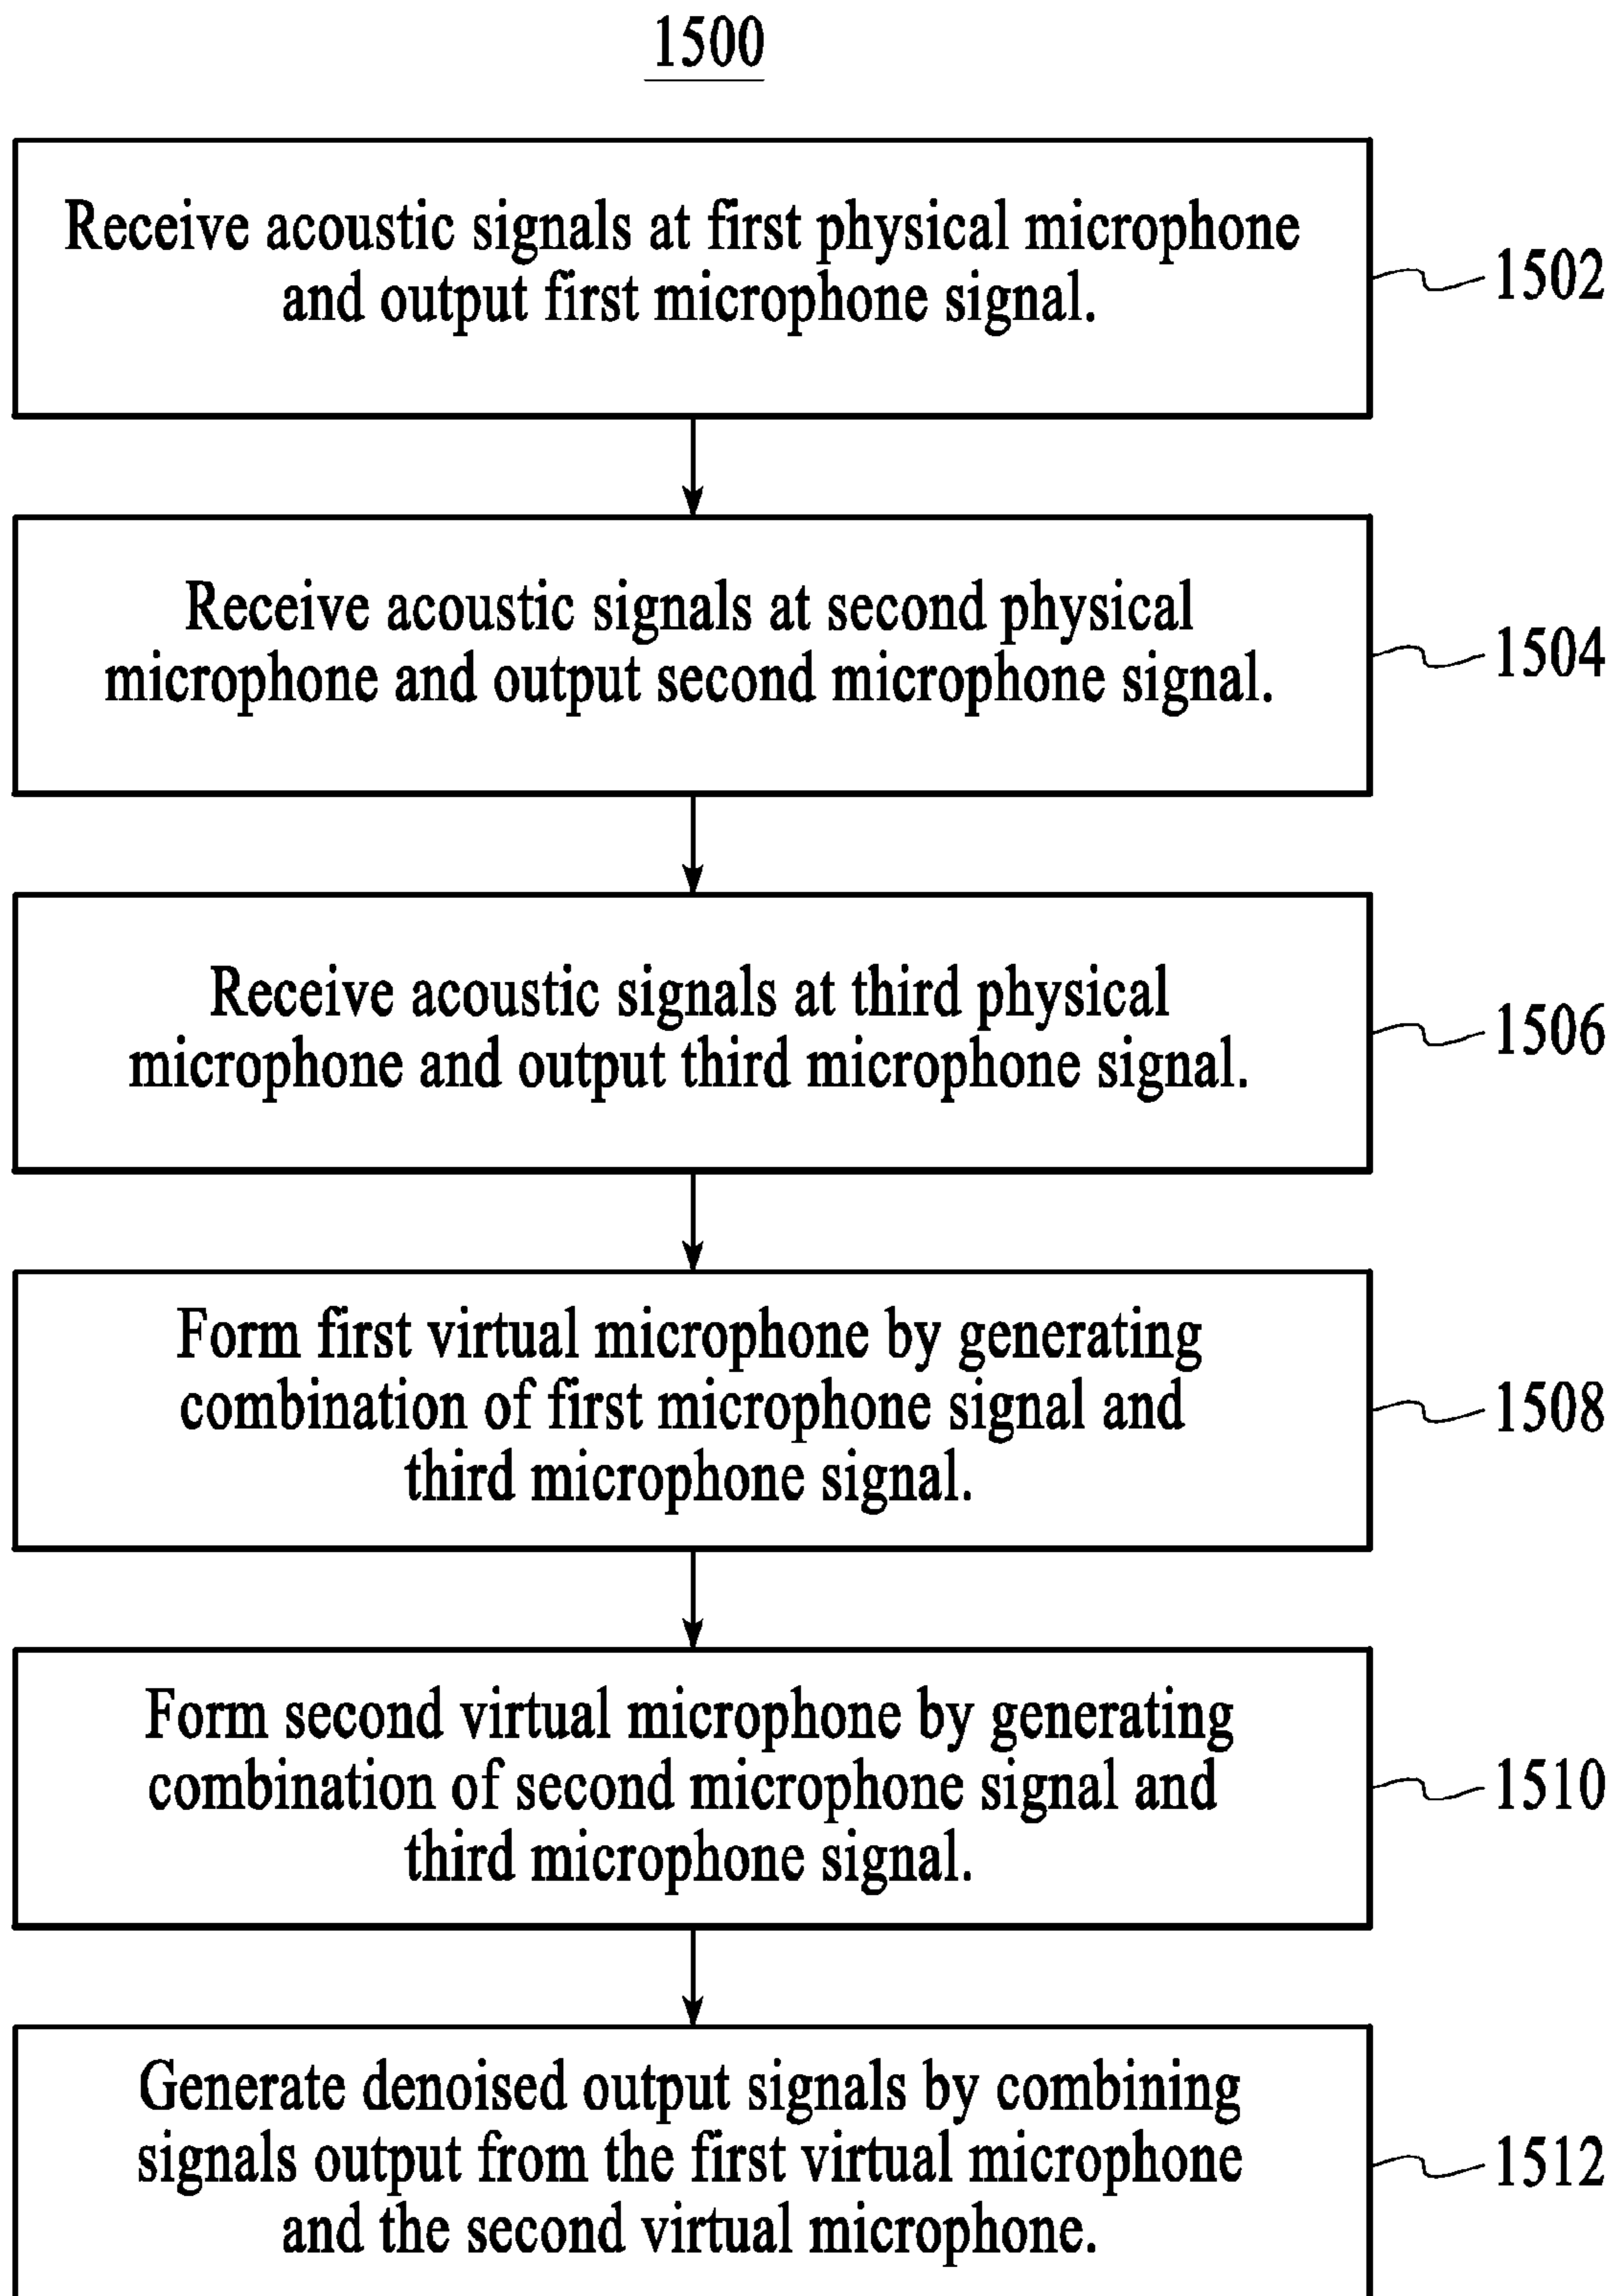 1500
Receive acoustic signals at first physical microphone
and output first microphone signal.
1502
Receive acoustic signals at second physical
microphone and output second microphone signal.
1504
Receive acoustic signals at third physical
microphone and output third microphone signal.
1506
Form first virtual microphone by generating
combination of first microphone signal and
third microphone signal.
1508
Form second virtual microphone by generating
combination of second microphone signal and
third microphone signal.
1510
Generate denoised output signals by combining
signals output from the first virtual microphone
and the second virtual microphone.
1512